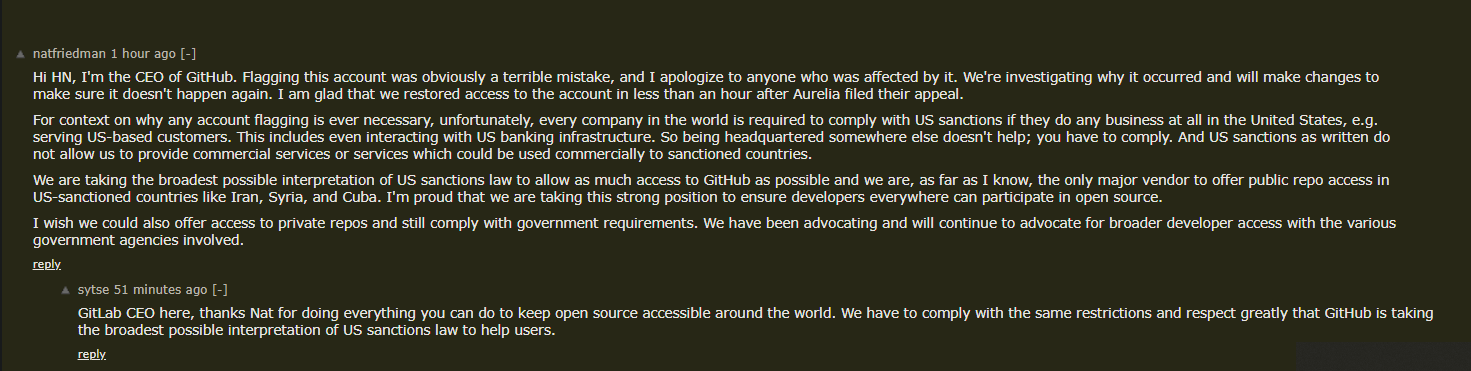 natfriedman 1 hour ago [-]
Hi HN, I'm the CEO of GitHub. Flagging this account was obviously a terrible mistake, and I apologize to anyone who was affected by it. We're investigating why it occurred and will make changes to
make sure it doesn't happen again. I am glad that we restored access to the account in less than an hour after Aurelia filed their appeal.
For context on why any account flagging is ever necessary, unfortunately, every company in the world is required to comply with US sanctions if they do any business at all in the United States, e.g.
serving US-based customers. This includes even interacting with US banking infrastructure. So being headquartered somewhere else doesn't help; you have to comply. And US sanctions as written do
not allow us to provide commercial services or services which could be used commercially to sanctioned countries.
We are taking the broadest possible interpretation of US sanctions law to allow as much access to GitHub as possible and we are, as far as I know, the only major vendor to offer public repo access in
US-sanctioned countries like Iran, Syria, and Cuba. I'm proud that we are taking this strong position to ensure developers everywhere can participate in open source.
I wish we could also offer access to private repos and still comply with government requirements. We have been advocating and will continue to advocate for broader developer access with the various
government agencies involved.
reply
sytse 51 minutes ago [-]
GitLab CEO here, thanks Nat for doing everything you can do to keep open source accessible around the world. We have to comply with the same restrictions and respect greatly that GitHub is taking
the broadest possible interpretation of US sanctions law to help users.
reply